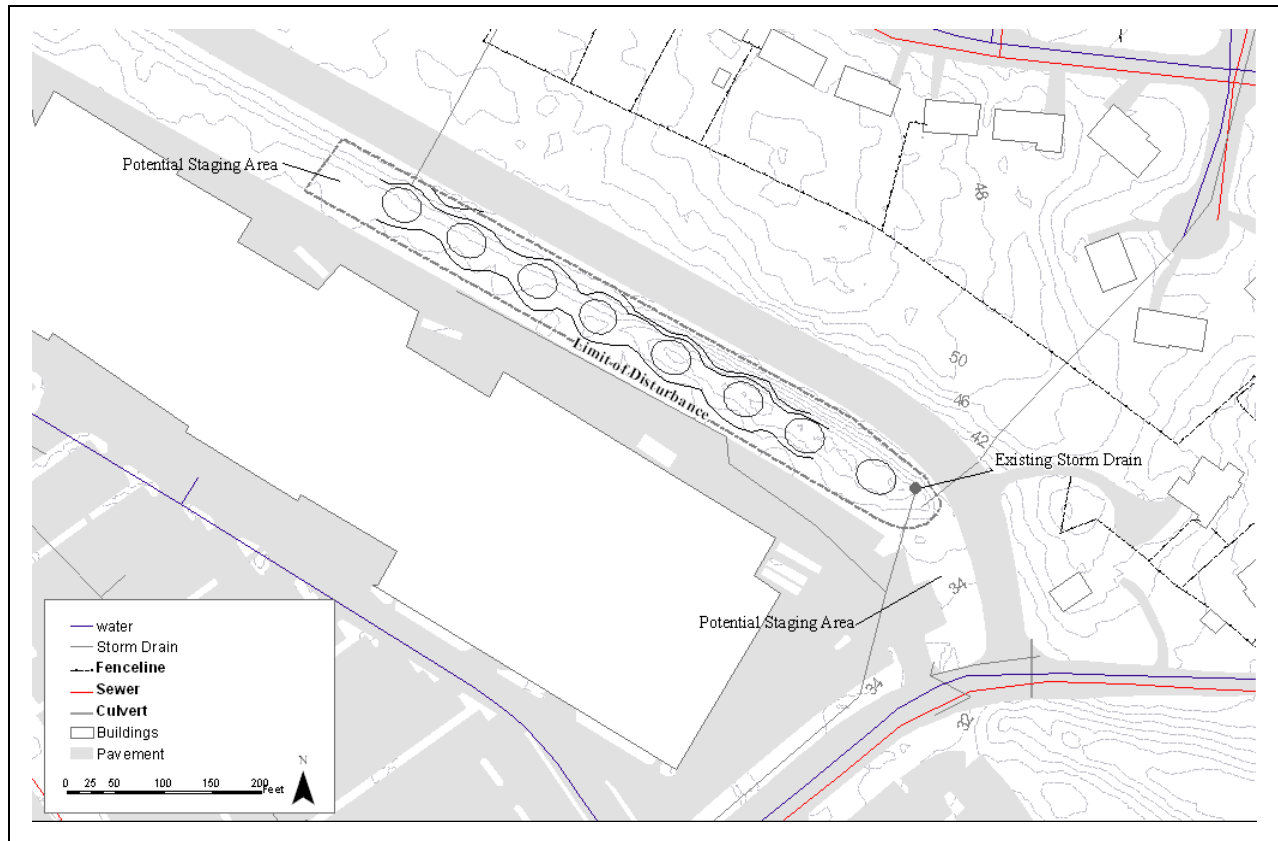 Potential Staging Area
48
50
46
42
Limit of Disturbance
Existing Storm Drain
34
Potential Staging Area
34
32
water
Storm Drain
Fenceline
Sewer
Culvert
Buildings
Pavement
N
0 25 50 100 150 200
Feet